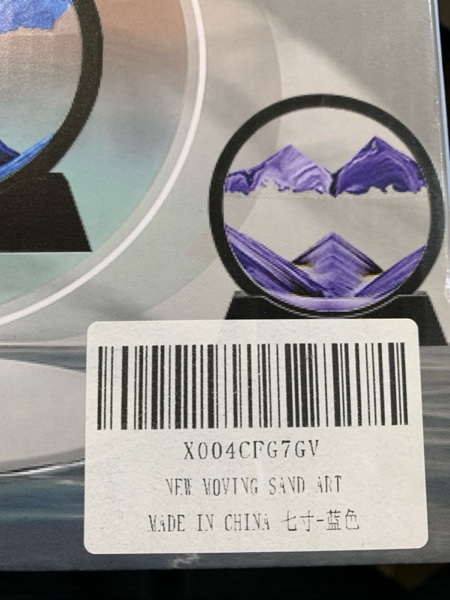 X004CFG7GV
NEW MOVING SAND ART
MADE IN CHINA 七寸-蓝色